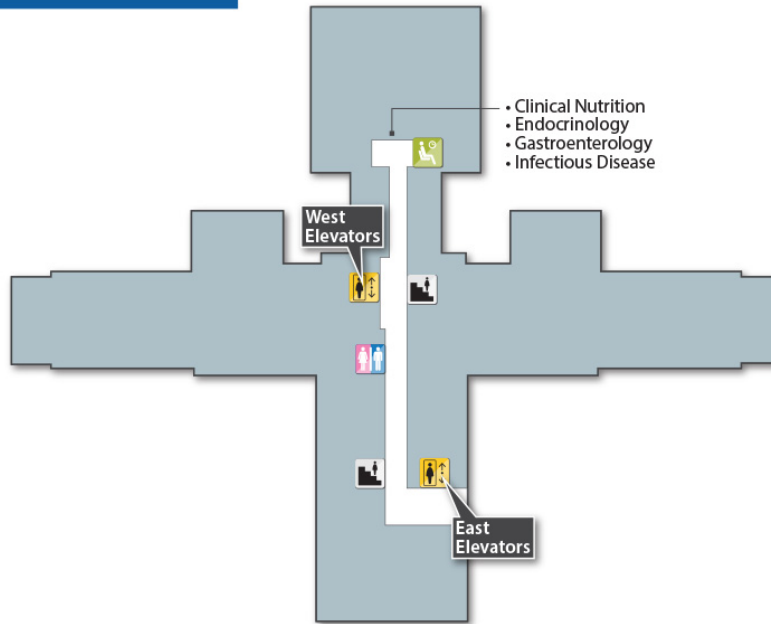 • Clinical Nutrition
• Endocrinology
• Gastroenterology
• Infectious Disease
West
Elevators
East
Elevators